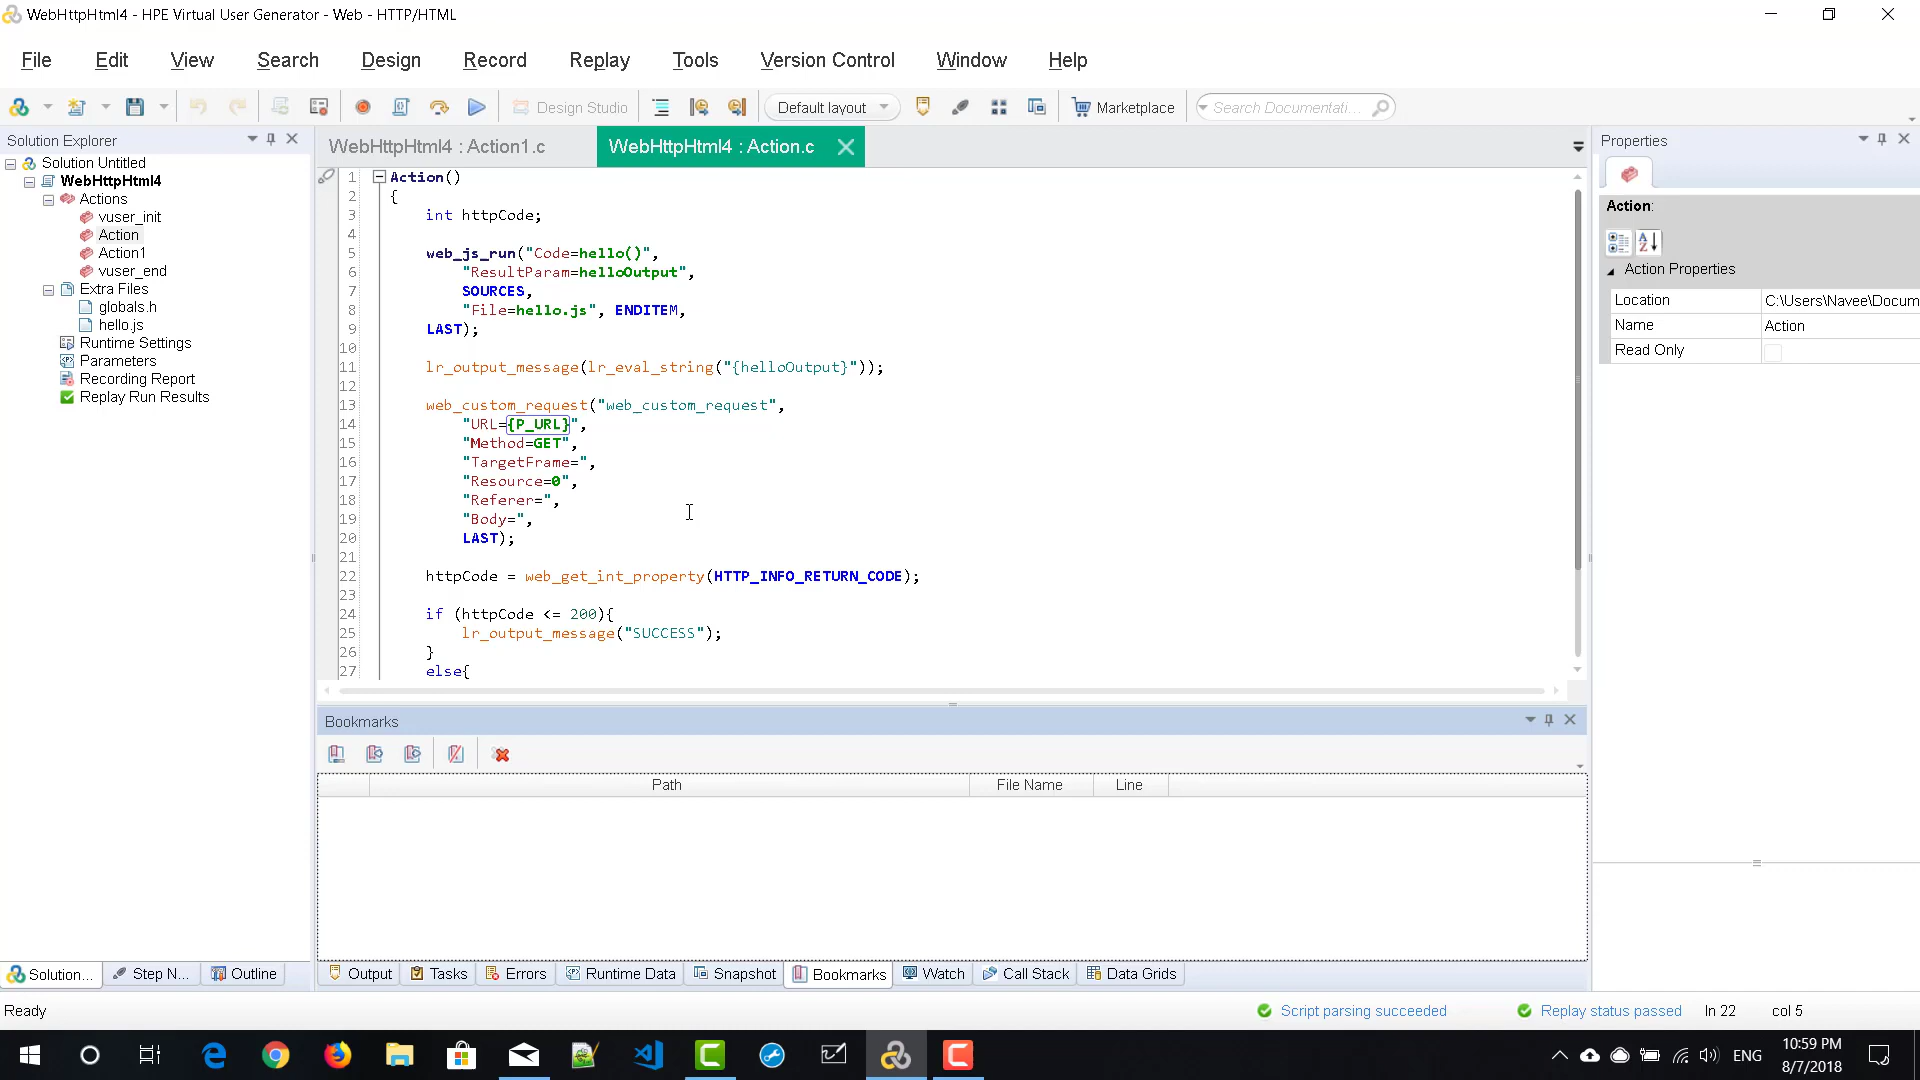 WebHttpHtml4 - HPE Virtual User Generator - Web - HTTP/HTML
File Edit View Search Design Record Replay Tools Version Control Window Help
Design Studio Default layout Marketplace Search Documentati...
Solution Explorer
Solution Untitled
WebHttpHtml4
Actions
vuser_init
Action
Action1
vuser_end
Extra Files
globals.h
hello.js
Runtime Settings
Parameters
Recording Report
Replay Run Results
WebHttpHtml4 : Action1.c WebHttpHtml4 : Action.c
1 Action()
2 {
3 int httpCode;
4
5 web_js_run("Code=hello()",
6 "ResultParam=helloOutput",
7 SOURCES,
8 "File=hello.js", ENDITEM,
9 LAST);
10
11 lr_output_message(lr_eval_string("{helloOutput}"));
12
13 web_custom_request("web_custom_request",
14 "URL={P_URL}",
15 "Method=GET",
16 "TargetFrame=",
17 "Resource=0",
18 "Referer=",
19 "Body=",
20 LAST);
21
22 httpCode = web_get_int_property(HTTP_INFO_RETURN_CODE);
23
24 if (httpCode <= 200){
25 lr_output_message("SUCCESS");
26 }
27 else{
Properties
Action:
Action Properties
Location C:\Users\Navee\Docum
Name Action
Read Only
Bookmarks
Path File Name Line
Solution... Step N... Outline
Output Tasks Errors Runtime Data Snapshot Bookmarks Watch Call Stack Data Grids
Ready Script parsing succeeded Replay status passed ln 22 col 5
ENG
10:59 PM
8/7/2018